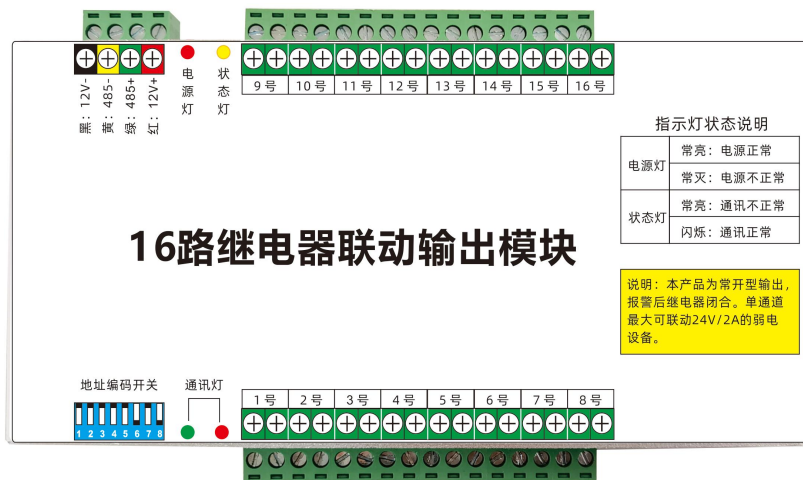 黑：12V-
黄：485-
绿：485+
红：12V+
电源灯
状态灯
9号 10号 11号 12号 13号 14号 15号 16号
指示灯状态说明
电源灯
常亮：电源正常
常灭：电源不正常
状态灯
常亮：通讯不正常
闪烁：通讯正常
16路继电器联动输出模块
说明：本产品为常开型输出，
报警后继电器闭合。单通道
最大可联动24V/2A的弱电
设备。
地址编码开关
通讯灯
1 2 3 4 5 6 7 8
1号 2号 3号 4号 5号 6号 7号 8号